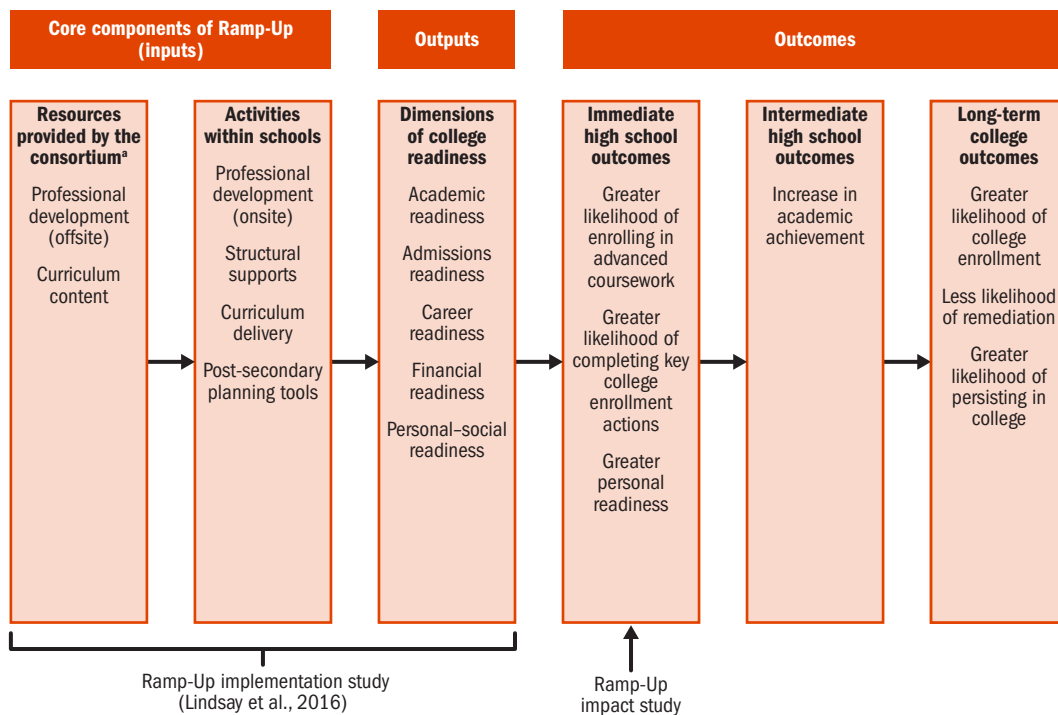 Core components of Ramp-Up
(inputs)
Outputs
Outcomes
Resources
provided by the
consortiumᵃ
Professional
development
(offsite)
Curriculum
content
Activities
within schools
Professional
development
(onsite)
Structural
supports
Curriculum
delivery
Post-secondary
planning tools
Dimensions
of college
readiness
Academic
readiness
Admissions
readiness
Career
readiness
Financial
readiness
Personal–social
readiness
Immediate
high school
outcomes
Greater
likelihood of
enrolling in
advanced
coursework
Greater
likelihood of
completing key
college
enrollment
actions
Greater
personal
readiness
Intermediate
high school
outcomes
Increase in
academic
achievement
Long-term
college
outcomes
Greater
likelihood of
college
enrollment
Less likelihood
of remediation
Greater
likelihood of
persisting in
college
Ramp-Up implementation study
(Lindsay et al., 2016)
Ramp-Up
impact study